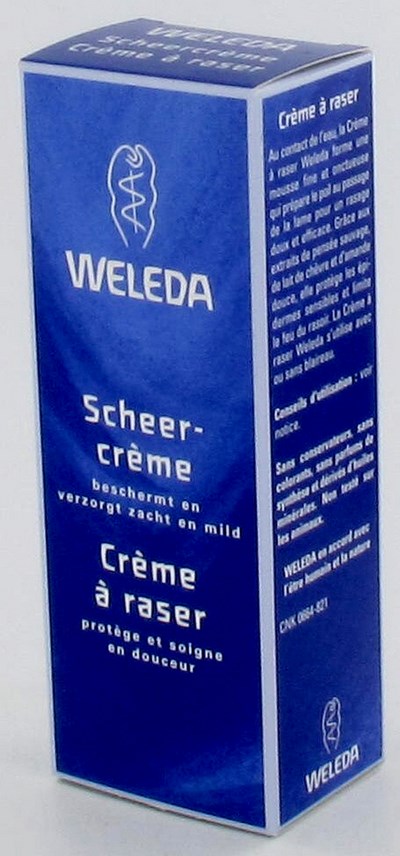 WELEDA
Scheercrème
Crème à raser
WELEDA
Scheer-
crème
beschermt en
verzorgt zacht en mild
Crème
à raser
protège et soigne
en douceur
Crème à raser
Au contact de l'eau, la Crème
à raser Weleda forme une
mousse fine et onctueuse
qui prépare le poil au passage
de la lame pour un rasage
doux et efficace. Grâce aux
extraits de pensée sauvage,
de lait de chèvre et d'amande
douce, elle protège les épi-
dermes sensibles et limite
le feu du rasoir. La Crème à
raser Weleda s'utilise avec
ou sans blaireau.
Conseils d'utilisation : voir
notice.
Sans conservateurs, sans
colorants, sans parfums de
synthèse et dérivés d'huiles
minérales. Non testé sur
les animaux.
WELEDA en accord avec
l'être humain et la nature
CNK 0664-821
WELEDA